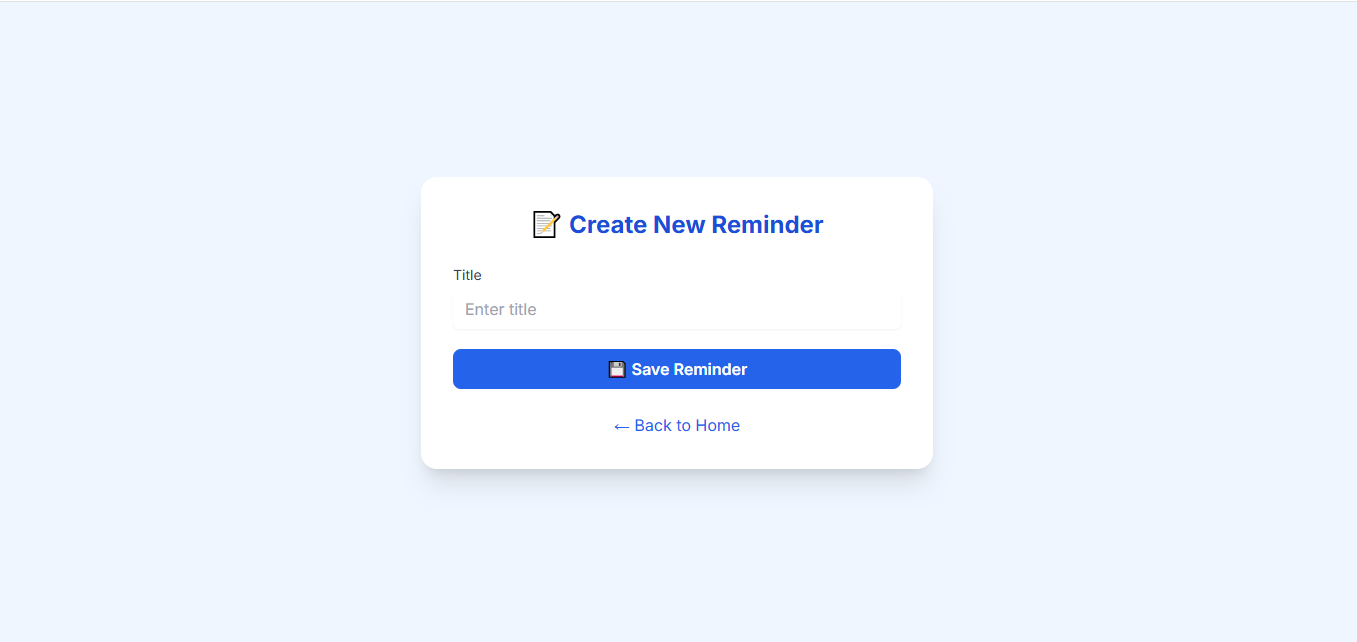 📝 Create New Reminder
Title
Enter title
💾 Save Reminder
← Back to Home